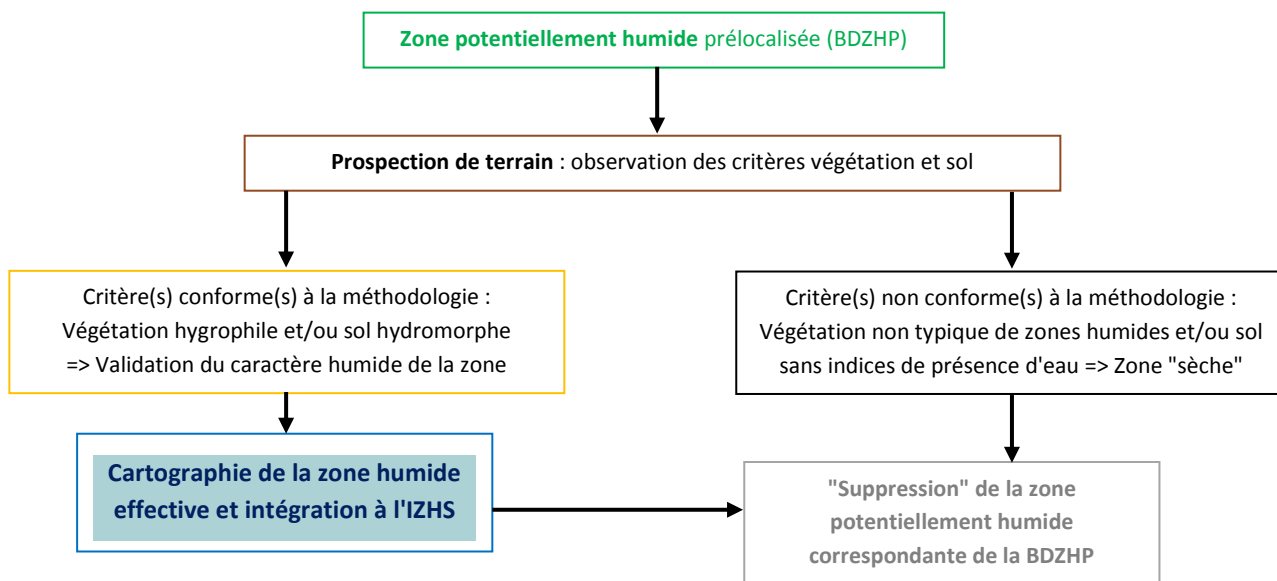 Zone potentiellement humide prélocalisée (BDZHP)
Prospection de terrain : observation des critères végétation et sol
Critère(s) conforme(s) à la méthodologie :
Végétation hygrophile et/ou sol hydromorphe
=> Validation du caractère humide de la zone
Critère(s) non conforme(s) à la méthodologie :
Végétation non typique de zones humides et/ou sol
sans indices de présence d'eau => Zone "sèche"
Cartographie de la zone humide
effective et intégration à l'IZHS
"Suppression" de la zone
potentiellement humide
correspondante de la BDZHP